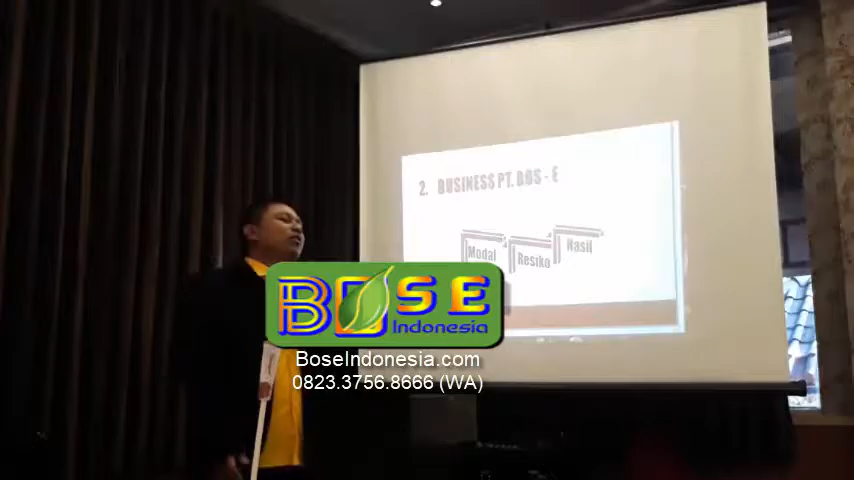 2. BUSINESS PT. BOS - E
Modal
Resiko
Hasil
BOSE
Indonesia
BoseIndonesia.com
0823.3756.8666 (WA)